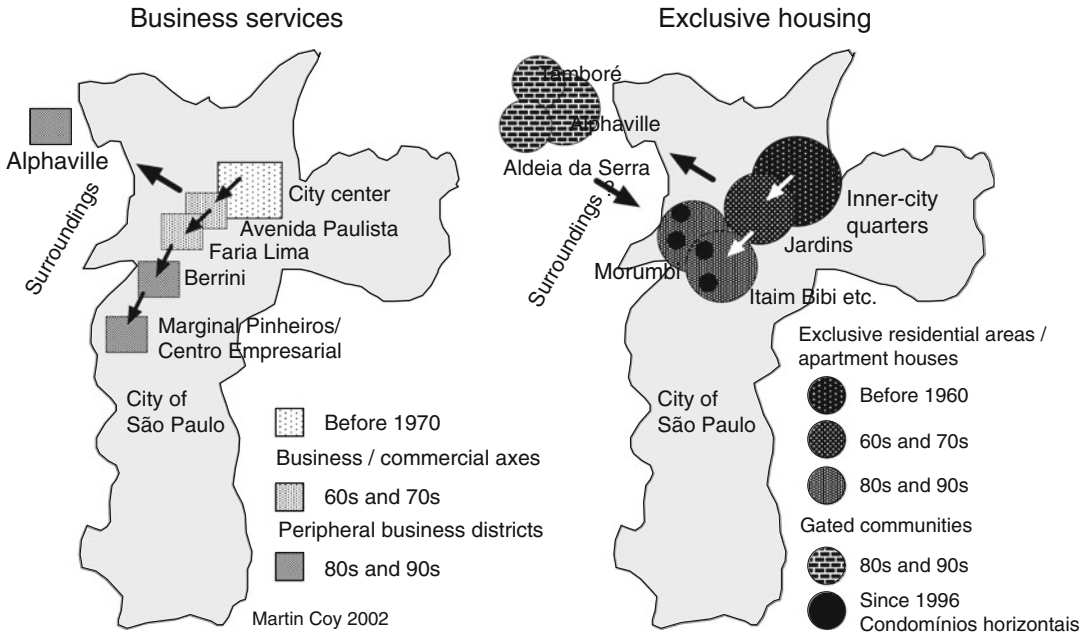 Business services
Alphaville
Surroundings
City center
Avenida Paulista
Faria Lima
Berrini
Marginal Pinheiros/
Centro Empresarial
City of
São Paulo
Before 1970
Business / commercial axes
60s and 70s
Peripheral business districts
80s and 90s
Martin Coy 2002
Exclusive housing
Tamboré
Alphaville
Aldeia da Serra
Surroundings ?
Inner-city
quarters
Jardins
Morumbi
Itaim Bibi etc.
City of
São Paulo
Exclusive residential areas /
apartment houses
Before 1960
60s and 70s
80s and 90s
Gated communities
80s and 90s
Since 1996
Condomínios horizontais